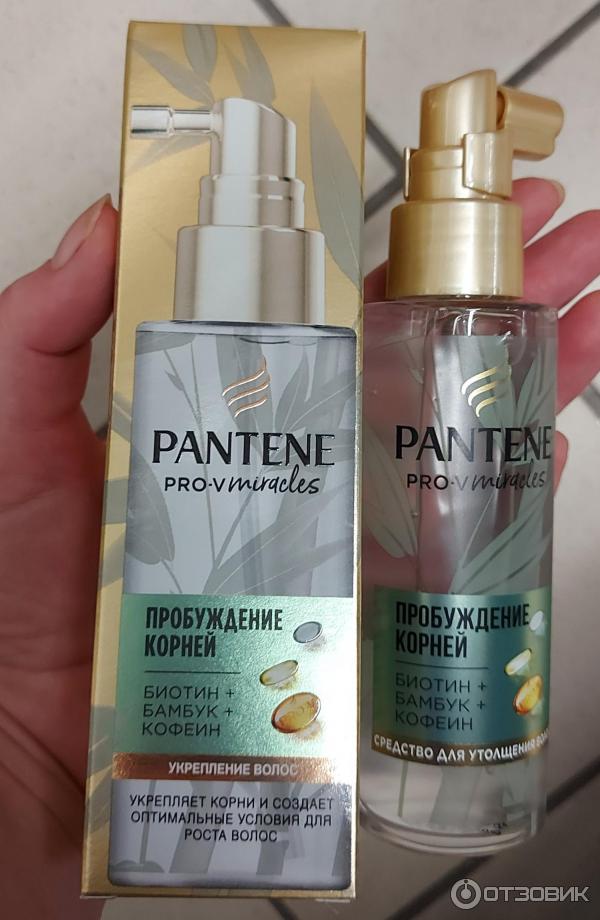 PANTENE
PRO-V miracles
ПРОБУЖДЕНИЕ
КОРНЕЙ
БИОТИН +
БАМБУК +
КОФЕИН
УКРЕПЛЕНИЕ ВОЛОС
УКРЕПЛЯЕТ КОРНИ И СОЗДАЕТ
ОПТИМАЛЬНЫЕ УСЛОВИЯ ДЛЯ
РОСТА ВОЛОС
PANTENE
PRO-V miracles
ПРОБУЖДЕНИЕ
КОРНЕЙ
БИОТИН +
БАМБУК +
КОФЕИН
СРЕДСТВО ДЛЯ УТОЛЩЕНИЯ
ОТЗОВИК